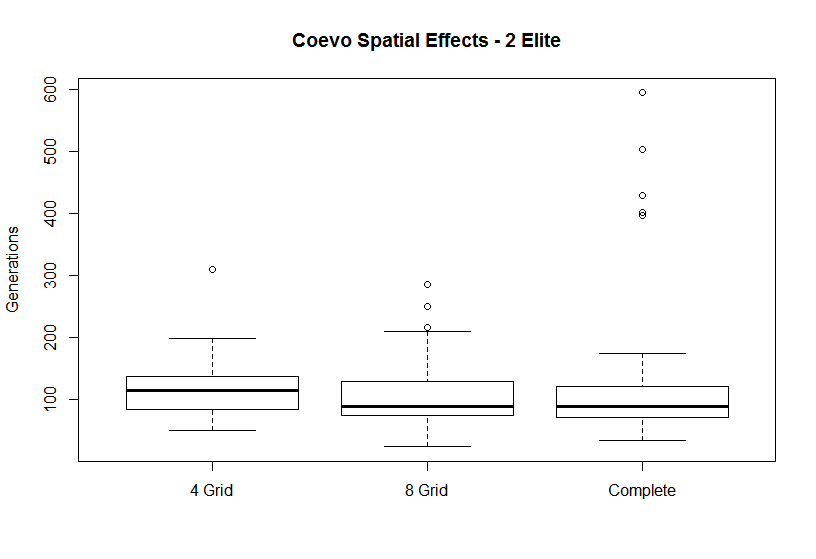 Coevo Spatial Effects - 2 Elite
Generations
600
500
400
300
200
100
4 Grid
8 Grid
Complete